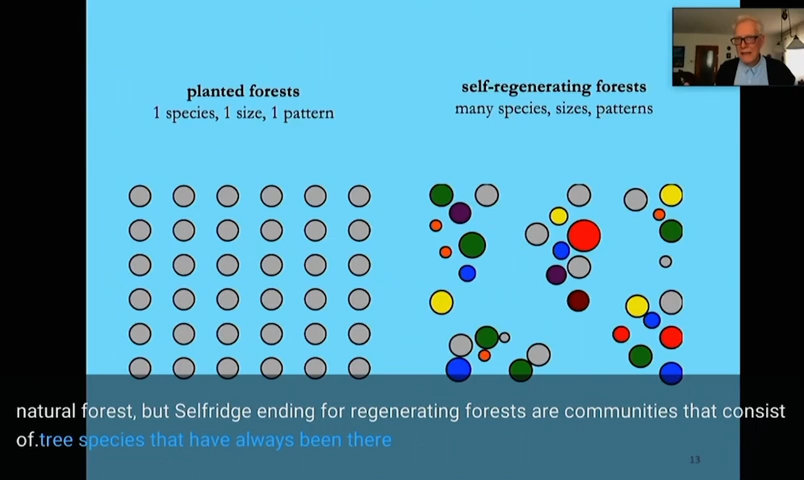 planted forests
1 species, 1 size, 1 pattern
self-regenerating forests
many species, sizes, patterns
natural forest, but Selfridge ending for regenerating forests are communities that consist
of.tree species that have always been there
13